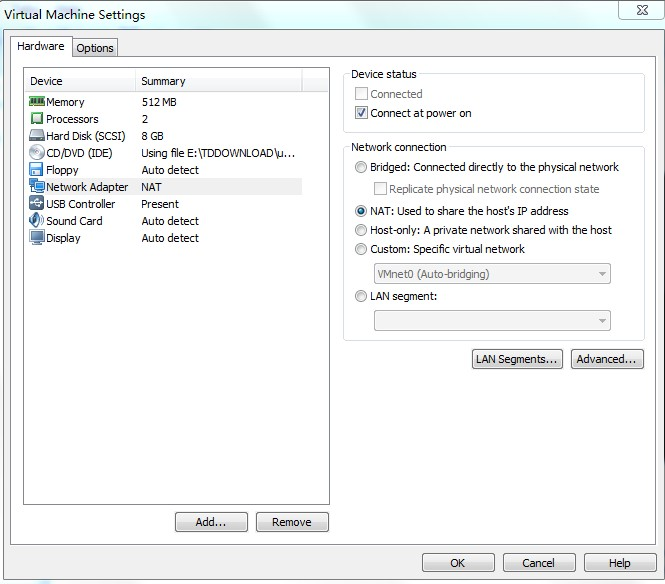 Virtual Machine Settings
Hardware
Options
Device Summary
Memory 512 MB
Processors 2
Hard Disk (SCSI) 8 GB
CD/DVD (IDE) Using file E:\TDDOWNLOAD\u...
Floppy Auto detect
Network Adapter NAT
USB Controller Present
Sound Card Auto detect
Display Auto detect
Add...
Remove
Device status
Connected
Connect at power on
Network connection
Bridged: Connected directly to the physical network
Replicate physical network connection state
NAT: Used to share the host's IP address
Host-only: A private network shared with the host
Custom: Specific virtual network
VMnet0 (Auto-bridging)
LAN segment:
LAN Segments...
Advanced...
OK
Cancel
Help